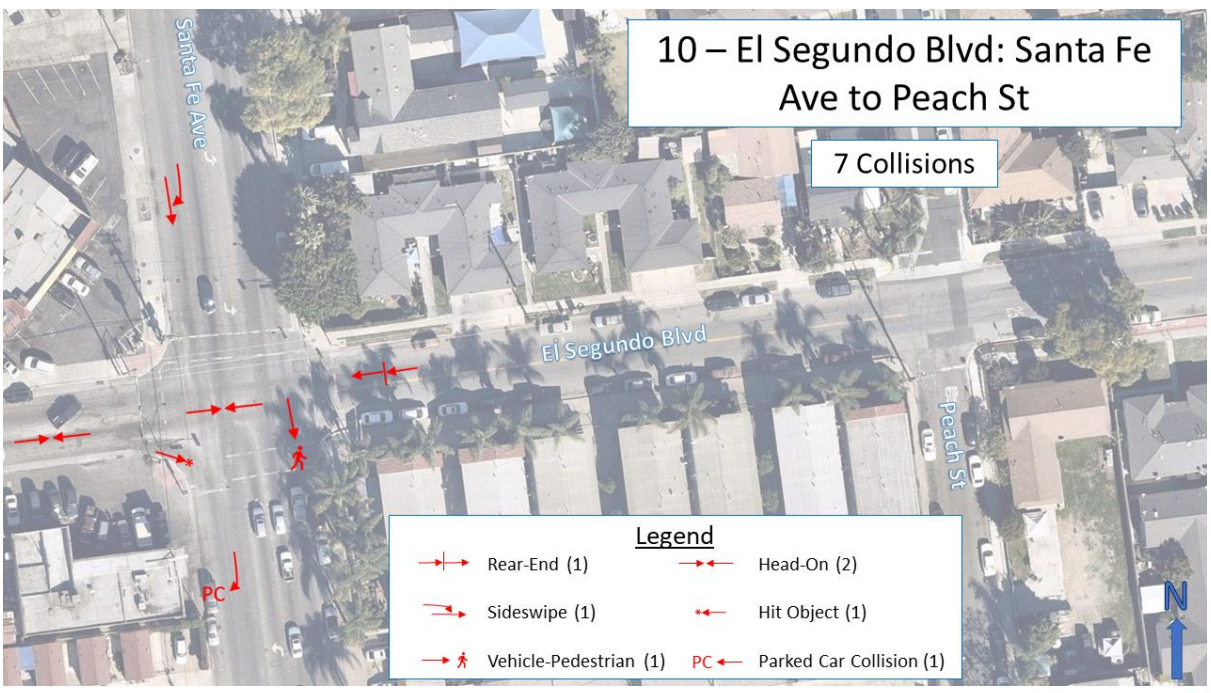 10 – El Segundo Blvd: Santa Fe
Ave to Peach St
7 Collisions
Santa Fe Ave
El Segundo Blvd
Peach St
PC
Legend
Rear-End (1)
Head-On (2)
Sideswipe (1)
Hit Object (1)
Vehicle-Pedestrian (1)
PC
Parked Car Collision (1)
N